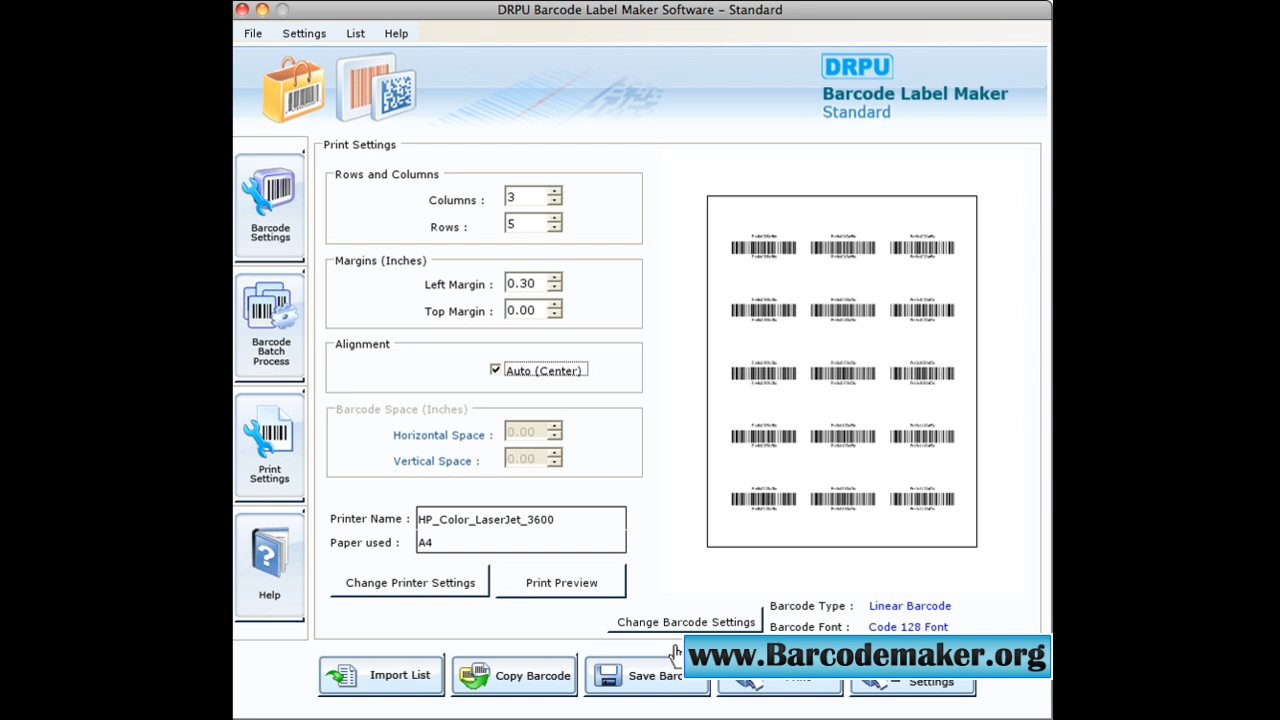 DRPU Barcode Label Maker Software - Standard
File Settings List Help
DRPU
Barcode Label Maker
Standard
Barcode
Settings
Barcode
Batch
Process
Print
Settings
Help
Print Settings
Rows and Columns
Columns : 3
Rows : 5
Margins (Inches)
Left Margin : 0.30
Top Margin : 0.00
Alignment
Auto (Center)
Barcode Space (Inches)
Horizontal Space : 0.00
Vertical Space : 0.00
Printer Name : HP_Color_LaserJet_3600
Paper used : A4
Change Printer Settings Print Preview
Change Barcode Settings
Barcode Type : Linear Barcode
Barcode Font : Code 128 Font
www.Barcodemaker.org
Import List Copy Barcode Save Barc
Settings